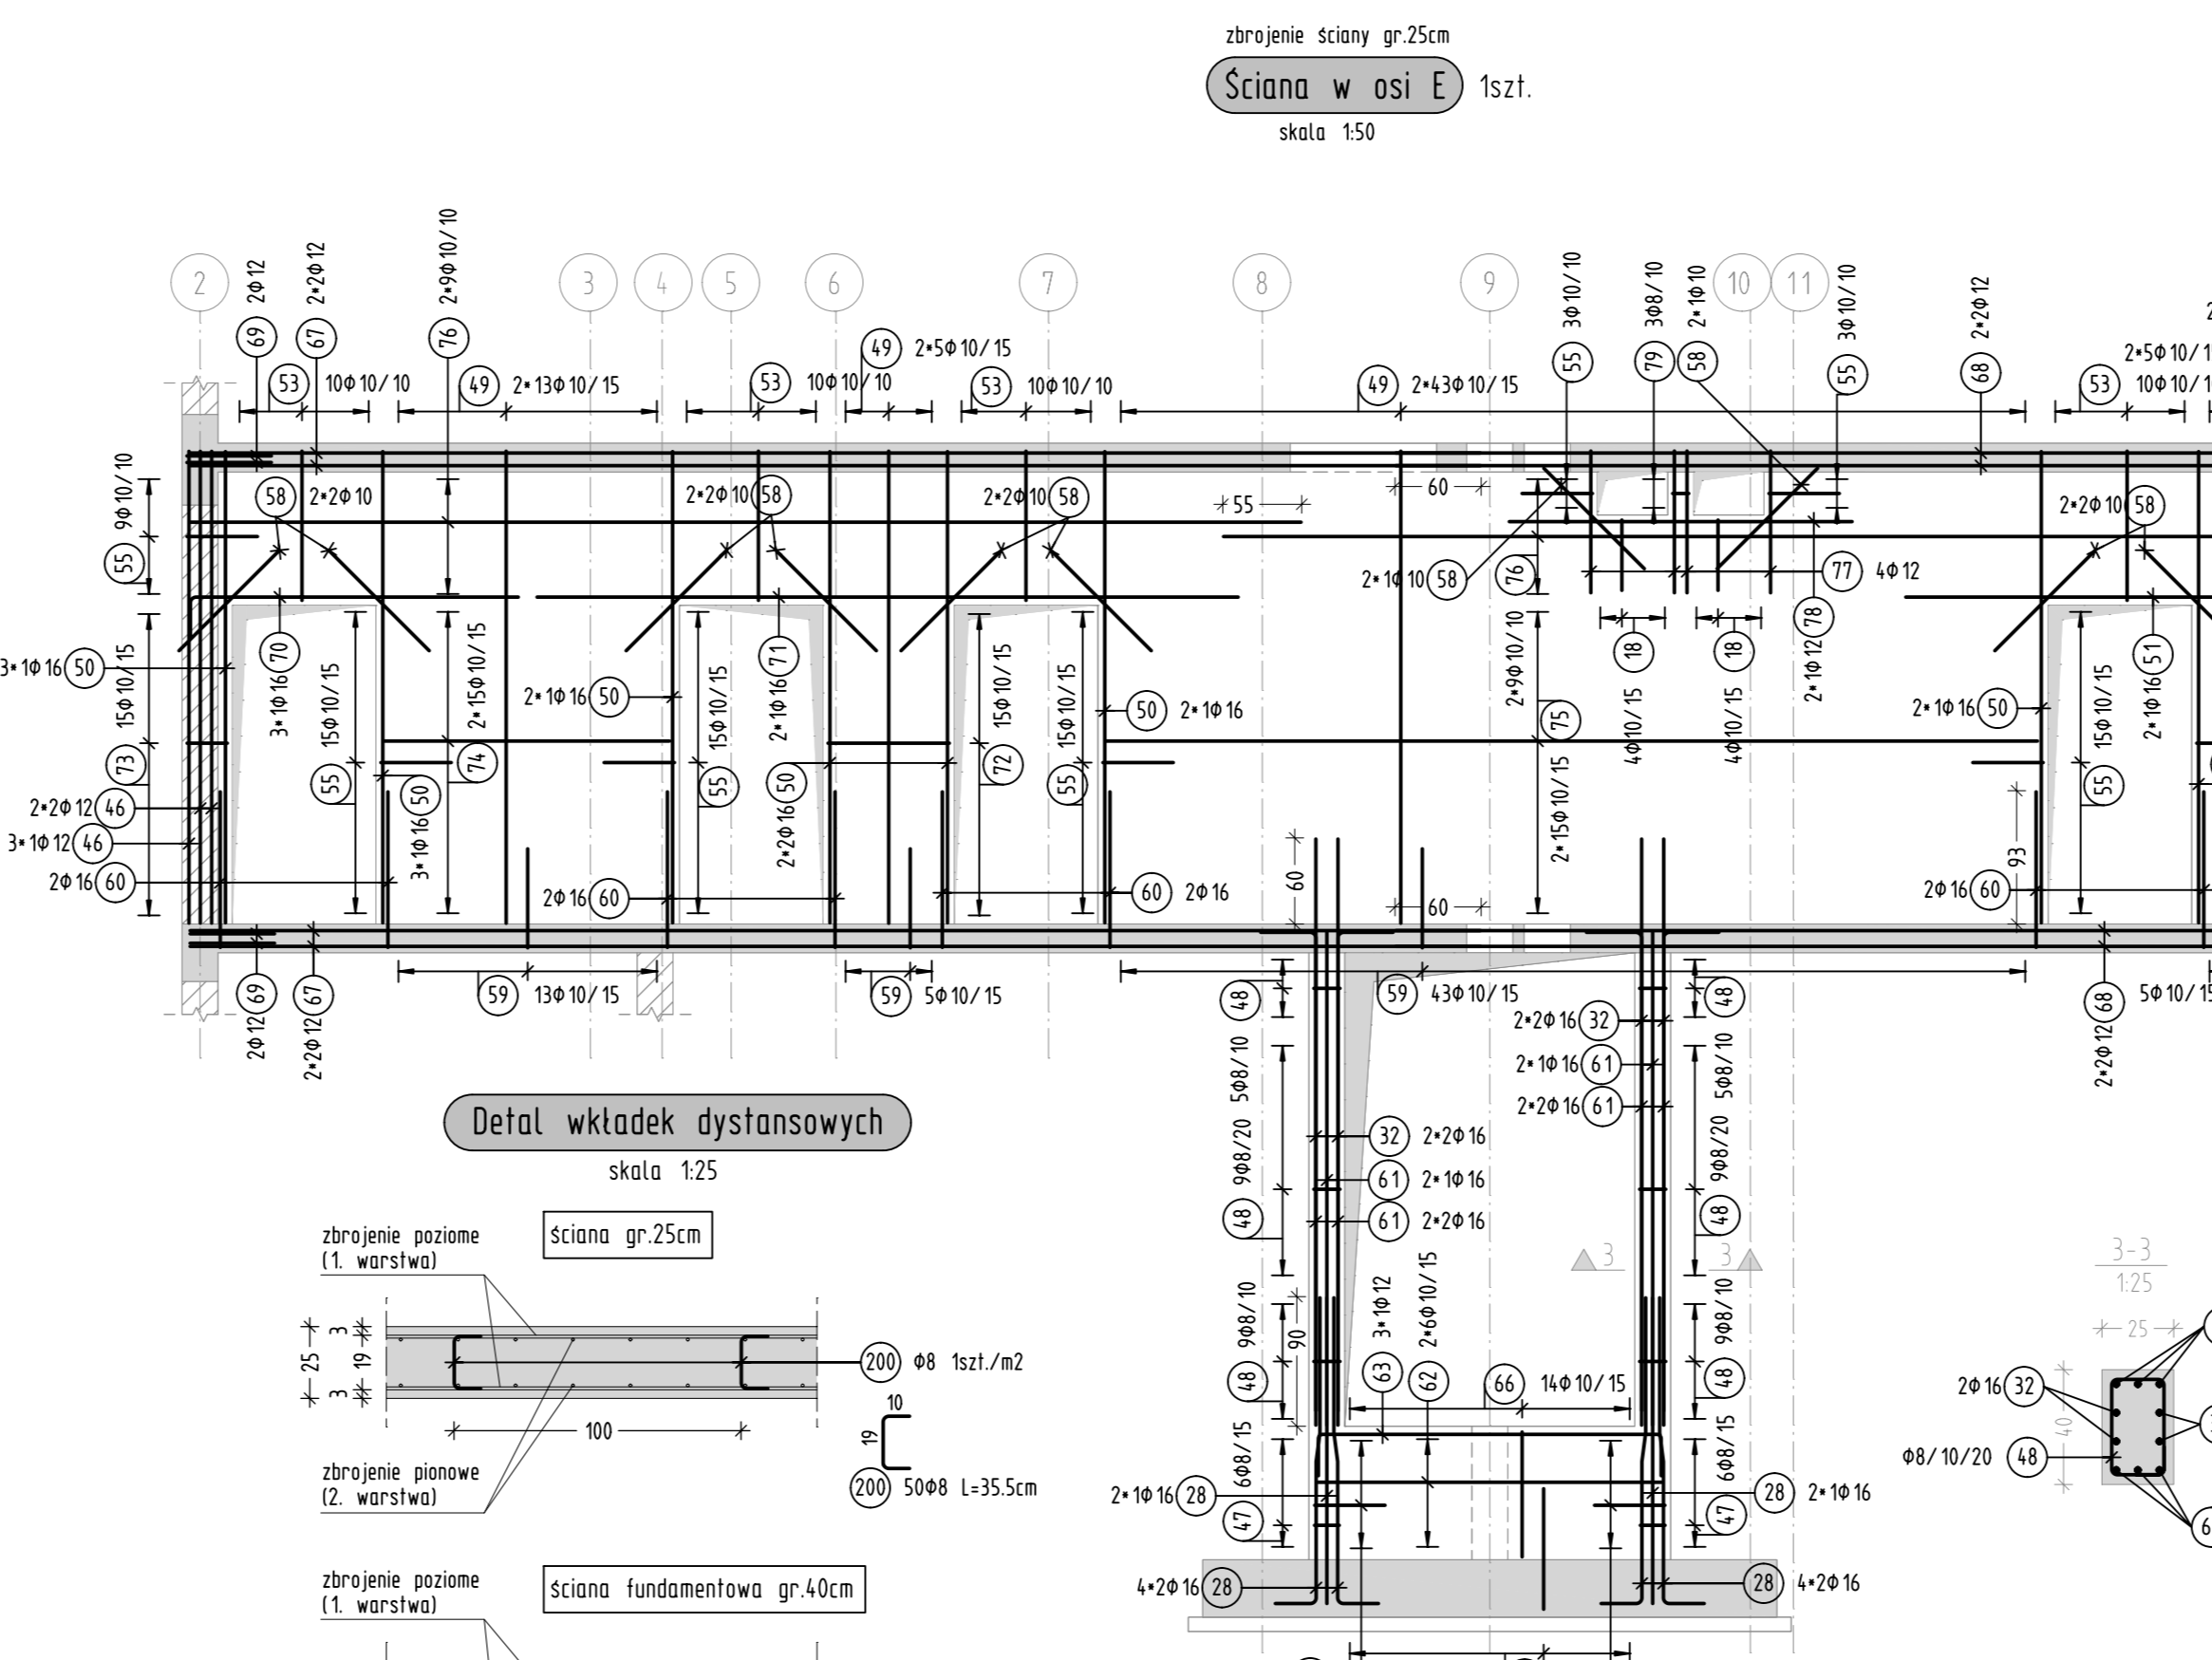 zbrojenie ściany gr.25cm
Ściana w osi E 1szt.
skala 1:50
2
3
4
5
6
7
8
9
10
11
69 2Φ12
67 2*2Φ12
76 2*9Φ10/10
53 10Φ10/10
49 2*13Φ10/15
53 10Φ10/10
49 2*5Φ10/15
53 10Φ10/10
49 2*43Φ10/15
55 3Φ10/10
79 3Φ8/10
58 2*1Φ10
55 3Φ10/10
68 2*2Φ12
2*5Φ10/1
53 10Φ10/1
9Φ10/10
55
58 2*2Φ10
2*2Φ10 58
2*2Φ10 58
55
60
2*1Φ10 58
76
2*9Φ10/10
77 4Φ12
78
2*1Φ12
18
4Φ10/15
18
4Φ10/15
2*2Φ10 58
3*1Φ16 50
15Φ10/15
73
3*1Φ16 70
15Φ10/15
55
2*15Φ10/15
74
3*1Φ16 50
2*1Φ16 50
15Φ10/15
55
2*1Φ16 71
2*2Φ16 50
15Φ10/15
72
15Φ10/15
55
50 2*1Φ16
75
2*15Φ10/15
2*1Φ16 50
15Φ10/15
55
2*1Φ16 51
2*2Φ12 46
3*1Φ12 46
2Φ16 60
2Φ16 60
60 2Φ16
60
60
93
2Φ16 60
2Φ12 69
2*2Φ12 67
59 13Φ10/15
59 5Φ10/15
59 43Φ10/15
2*2Φ12 68
5Φ10/15
48
5Φ8/10
9Φ8/20
48
9Φ8/10
48
6Φ8/15
47
90
2*2Φ16 32
2*1Φ16 61
2*2Φ16 61
32 2*2Φ16
61 2*1Φ16
61 2*2Φ16
48
5Φ8/10
9Φ8/20
48
9Φ8/10
48
6Φ8/15
47
3
3
3*1Φ12
63
2*6Φ10/15
62
66 14Φ10/15
2*1Φ16 28
28 2*1Φ16
4*2Φ16 28
28 4*2Φ16
3-3
1:25
25
40
2Φ16 32
Φ8/10/20 48
Detal wkładek dystansowych
skala 1:25
ściana gr.25cm
zbrojenie poziome
(1. warstwa)
3
25
19
3
200 Φ8 1szt./m2
100
10
19
200 50Φ8 L=35.5cm
zbrojenie pionowe
(2. warstwa)
ściana fundamentowa gr.40cm
zbrojenie poziome
(1. warstwa)